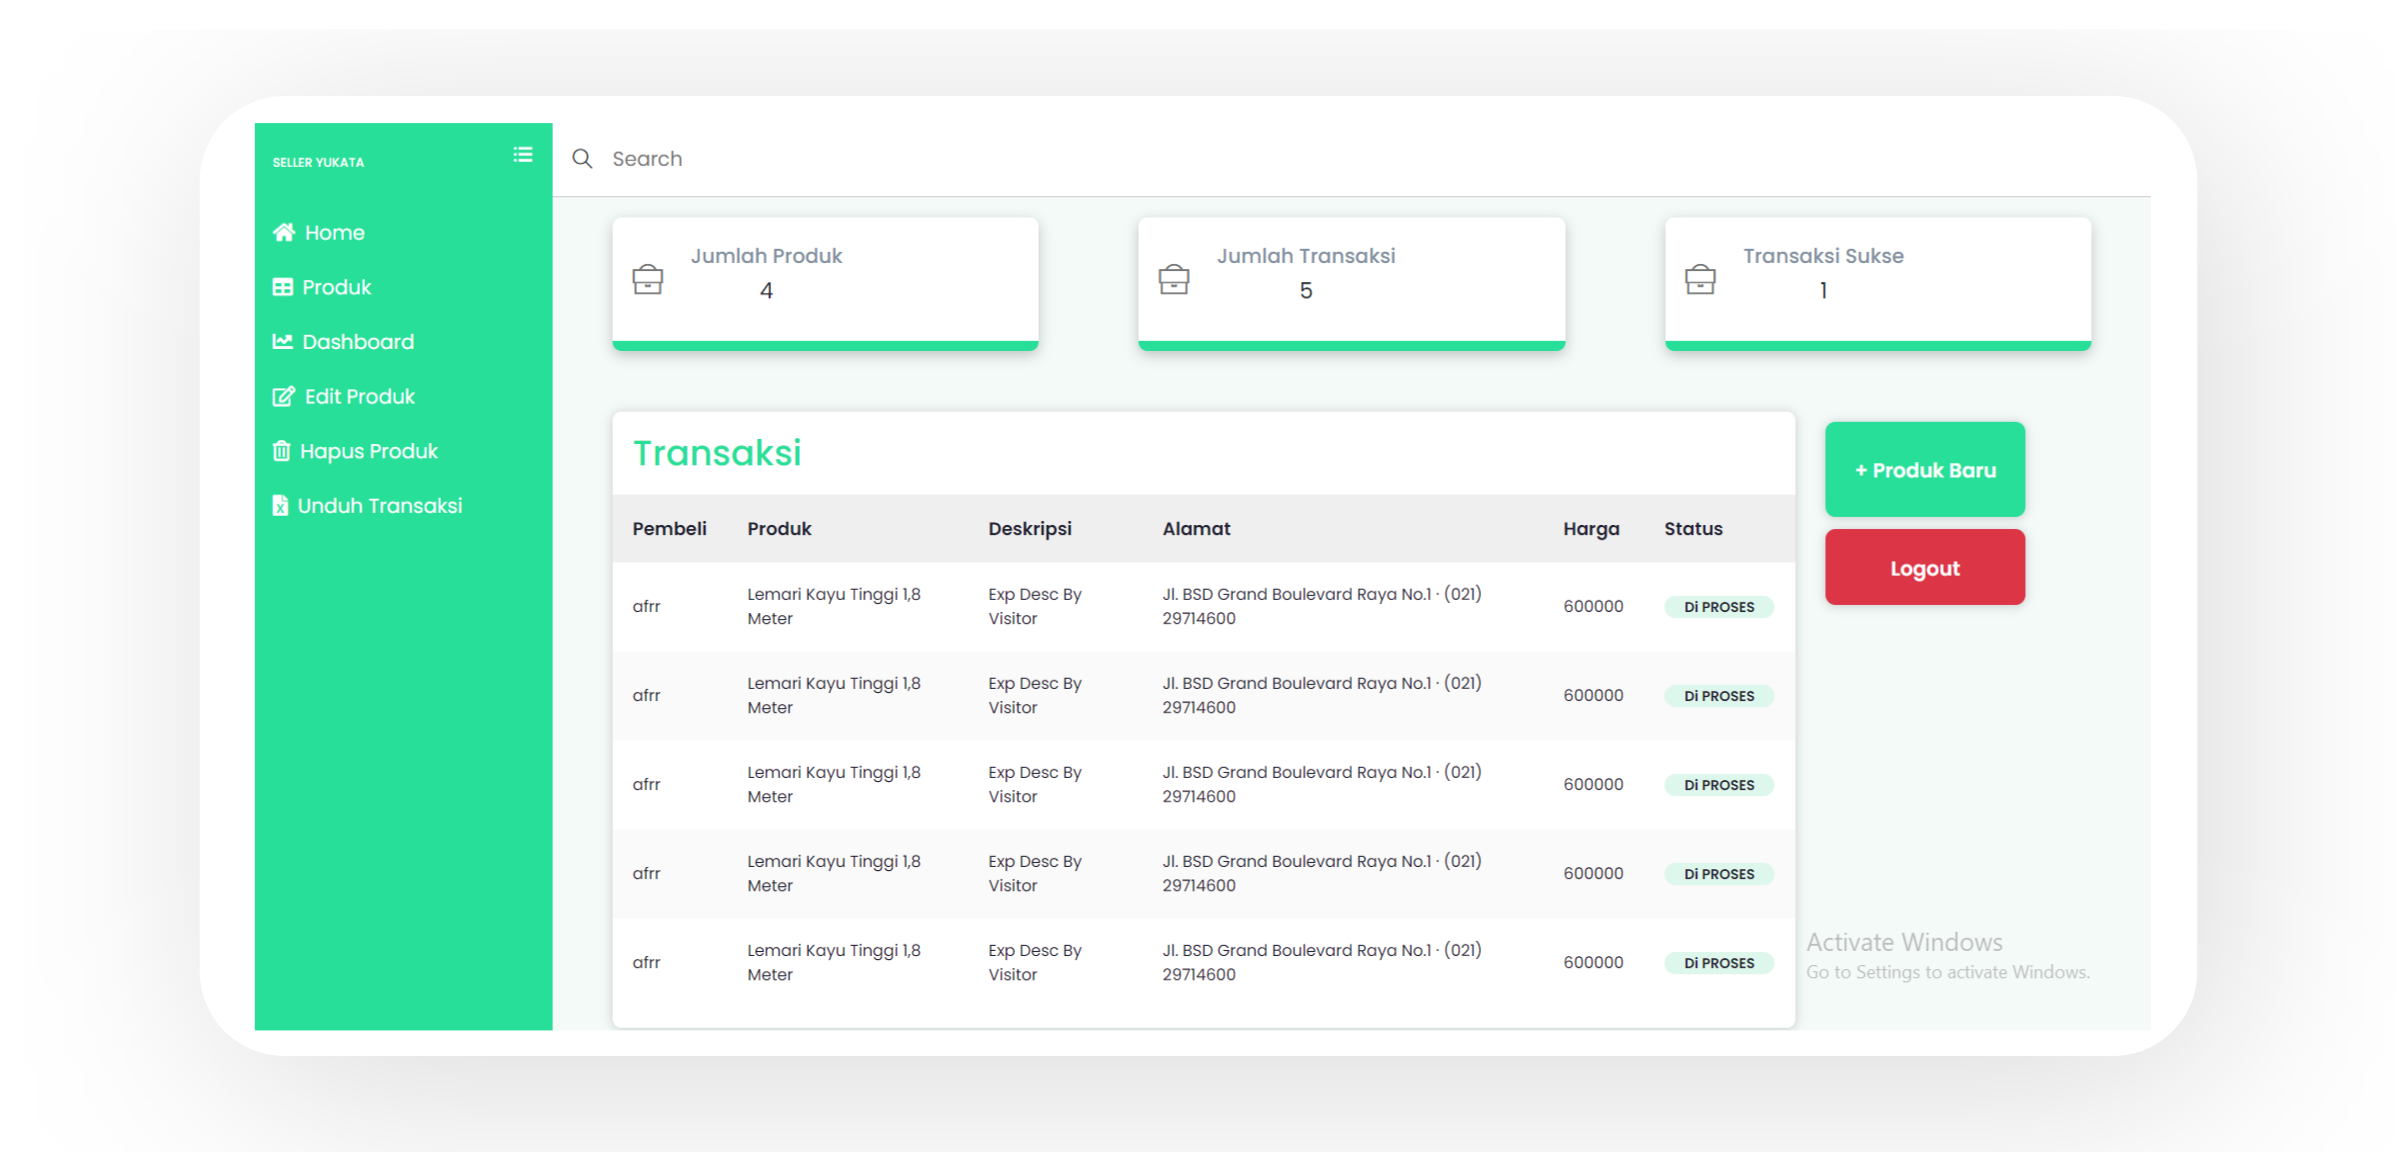 SELLER YUKATA
Home
Produk
Dashboard
Edit Produk
Hapus Produk
Unduh Transaksi
Search
Jumlah Produk
4
Jumlah Transaksi
5
Transaksi Sukse
1
Transaksi
Pembeli Produk Deskripsi Alamat Harga Status
afrr Lemari Kayu Tinggi 1,8 Exp Desc By Jl. BSD Grand Boulevard Raya No.1 · (021) 600000 Di PROSES
Meter Visitor 29714600
afrr Lemari Kayu Tinggi 1,8 Exp Desc By Jl. BSD Grand Boulevard Raya No.1 · (021) 600000 Di PROSES
Meter Visitor 29714600
afrr Lemari Kayu Tinggi 1,8 Exp Desc By Jl. BSD Grand Boulevard Raya No.1 · (021) 600000 Di PROSES
Meter Visitor 29714600
afrr Lemari Kayu Tinggi 1,8 Exp Desc By Jl. BSD Grand Boulevard Raya No.1 · (021) 600000 Di PROSES
Meter Visitor 29714600
afrr Lemari Kayu Tinggi 1,8 Exp Desc By Jl. BSD Grand Boulevard Raya No.1 · (021) 600000 Di PROSES
Meter Visitor 29714600
+ Produk Baru
Logout
Activate Windows
Go to Settings to activate Windows.